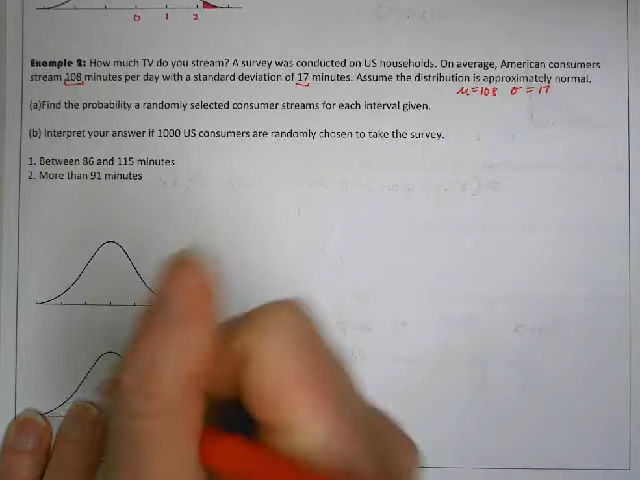 0 1 2
Example 2: How much TV do you stream? A survey was conducted on US households. On average, American consumers
stream 108 minutes per day with a standard deviation of 17 minutes. Assume the distribution is approximately normal.
μ=108 σ=17
(a)Find the probability a randomly selected consumer streams for each interval given.
(b) Interpret your answer if 1000 US consumers are randomly chosen to take the survey.
1. Between 86 and 115 minutes
2. More than 91 minutes